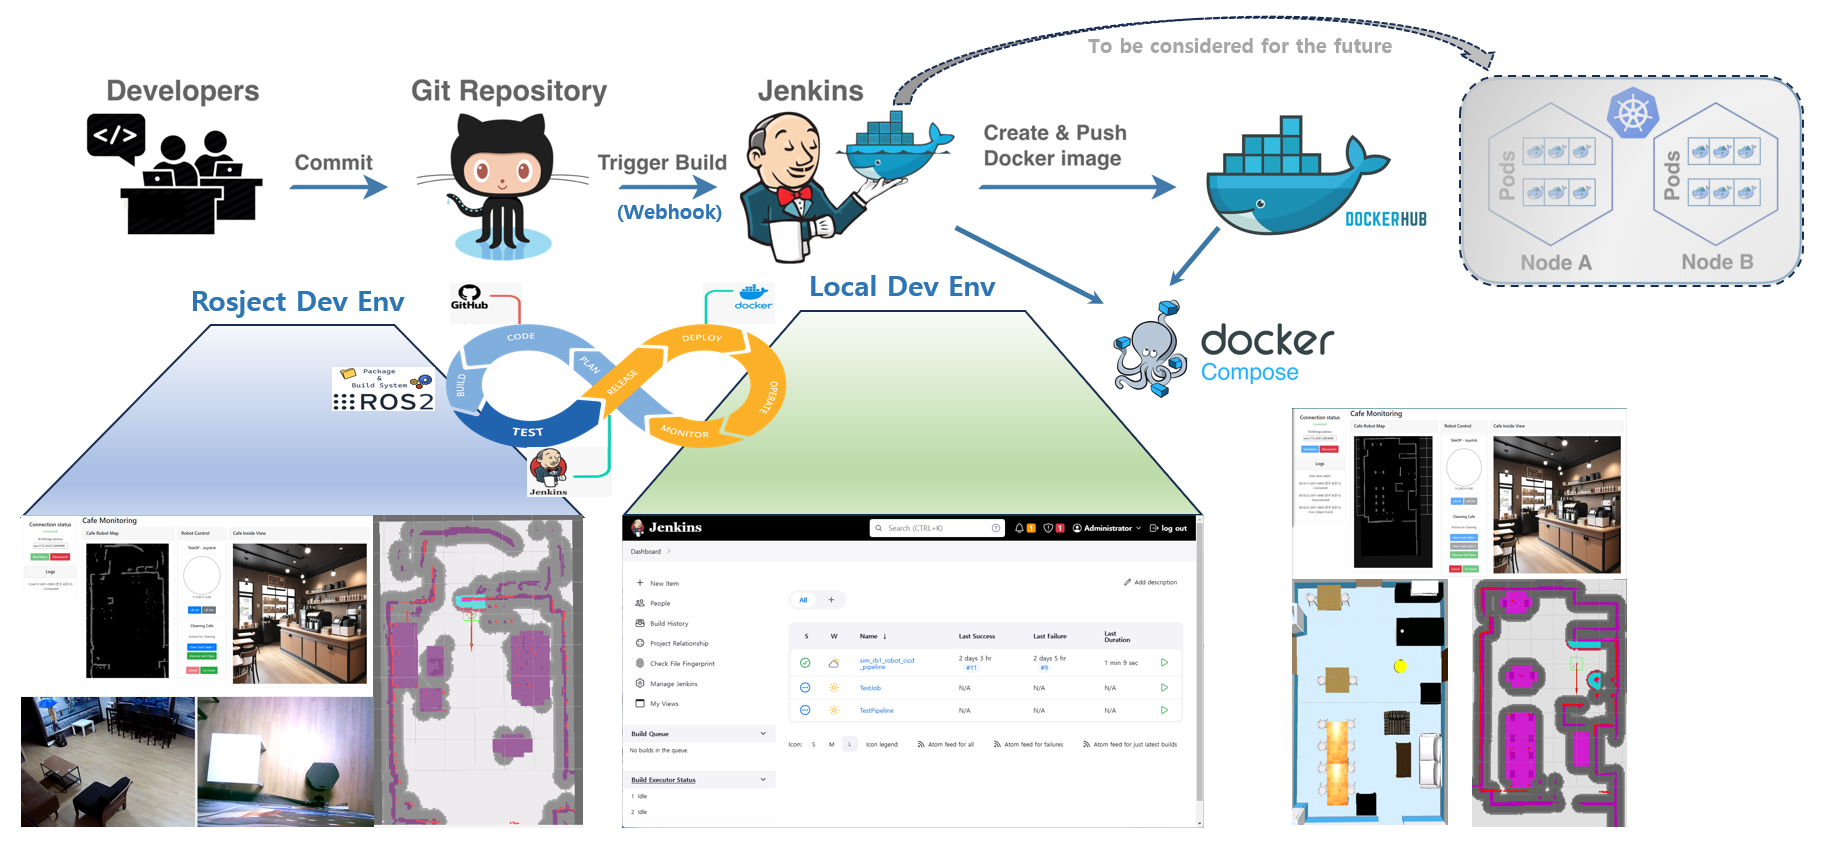 To be considered for the future
Developers
Git Repository
Jenkins
</>
Commit
Trigger Build
(Webhook)
Create & Push
Docker image
DOCKERHUB
Pods
Pods
Node A
Node B
Rosject Dev Env
Local Dev Env
GitHub
docker
CODE
DEPLOY
PLAN
BUILD
RELEASE
OPERATE
TEST
MONITOR
Package
&
Build System
ROS2
Jenkins
docker
Compose
Cafe Monitoring
Connection status
Cafe Robot Map
Robot Control
Cafe Inside View
TeleOP - Joystick
Logs
Cleaning Cafe
Cafe Monitoring
Connection status
Cafe Robot Map
Robot Control
Cafe Inside View
TeleOP - Joystick
Logs
Cleaning Cafe
Jenkins
Search (CTRL+K)
1
1
Administrator
log out
Dashboard
New Item
People
Build History
Project Relationship
Check File Fingerprint
Manage Jenkins
My Views
Build Queue
No builds in the queue.
Build Executor Status
1 Idle
2 Idle
Add description
All
+
S W Name ↓ Last Success Last Failure Last Duration
sim_rb1_robot_cicd_pipeline 2 days 3 hr #11 2 days 5 hr #9 1 min 9 sec
TestJob N/A N/A N/A
TestPipeline N/A N/A N/A
Icon: S M L Icon legend Atom feed for all Atom feed for failures Atom feed for just latest builds